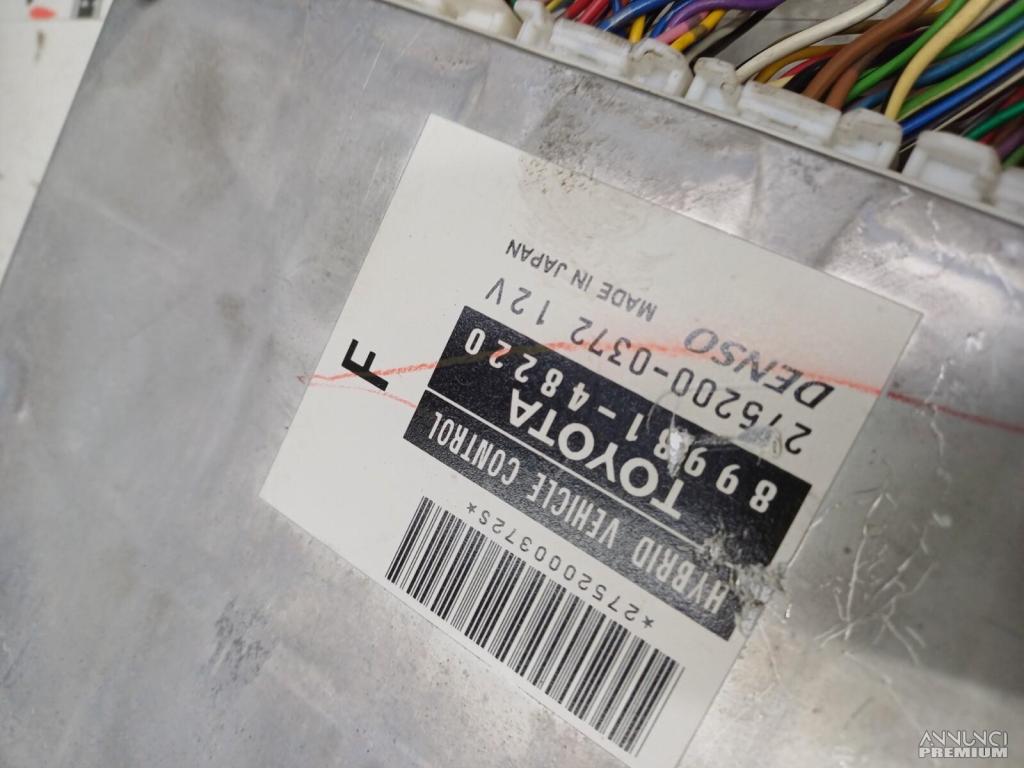 *2752000372S*
HYBRID VEHICLE CONTROL
TOYOTA
89981-48220
275200-0372 12V
DENSO
MADE IN JAPAN
F
ANNUNCI
PREMIUM